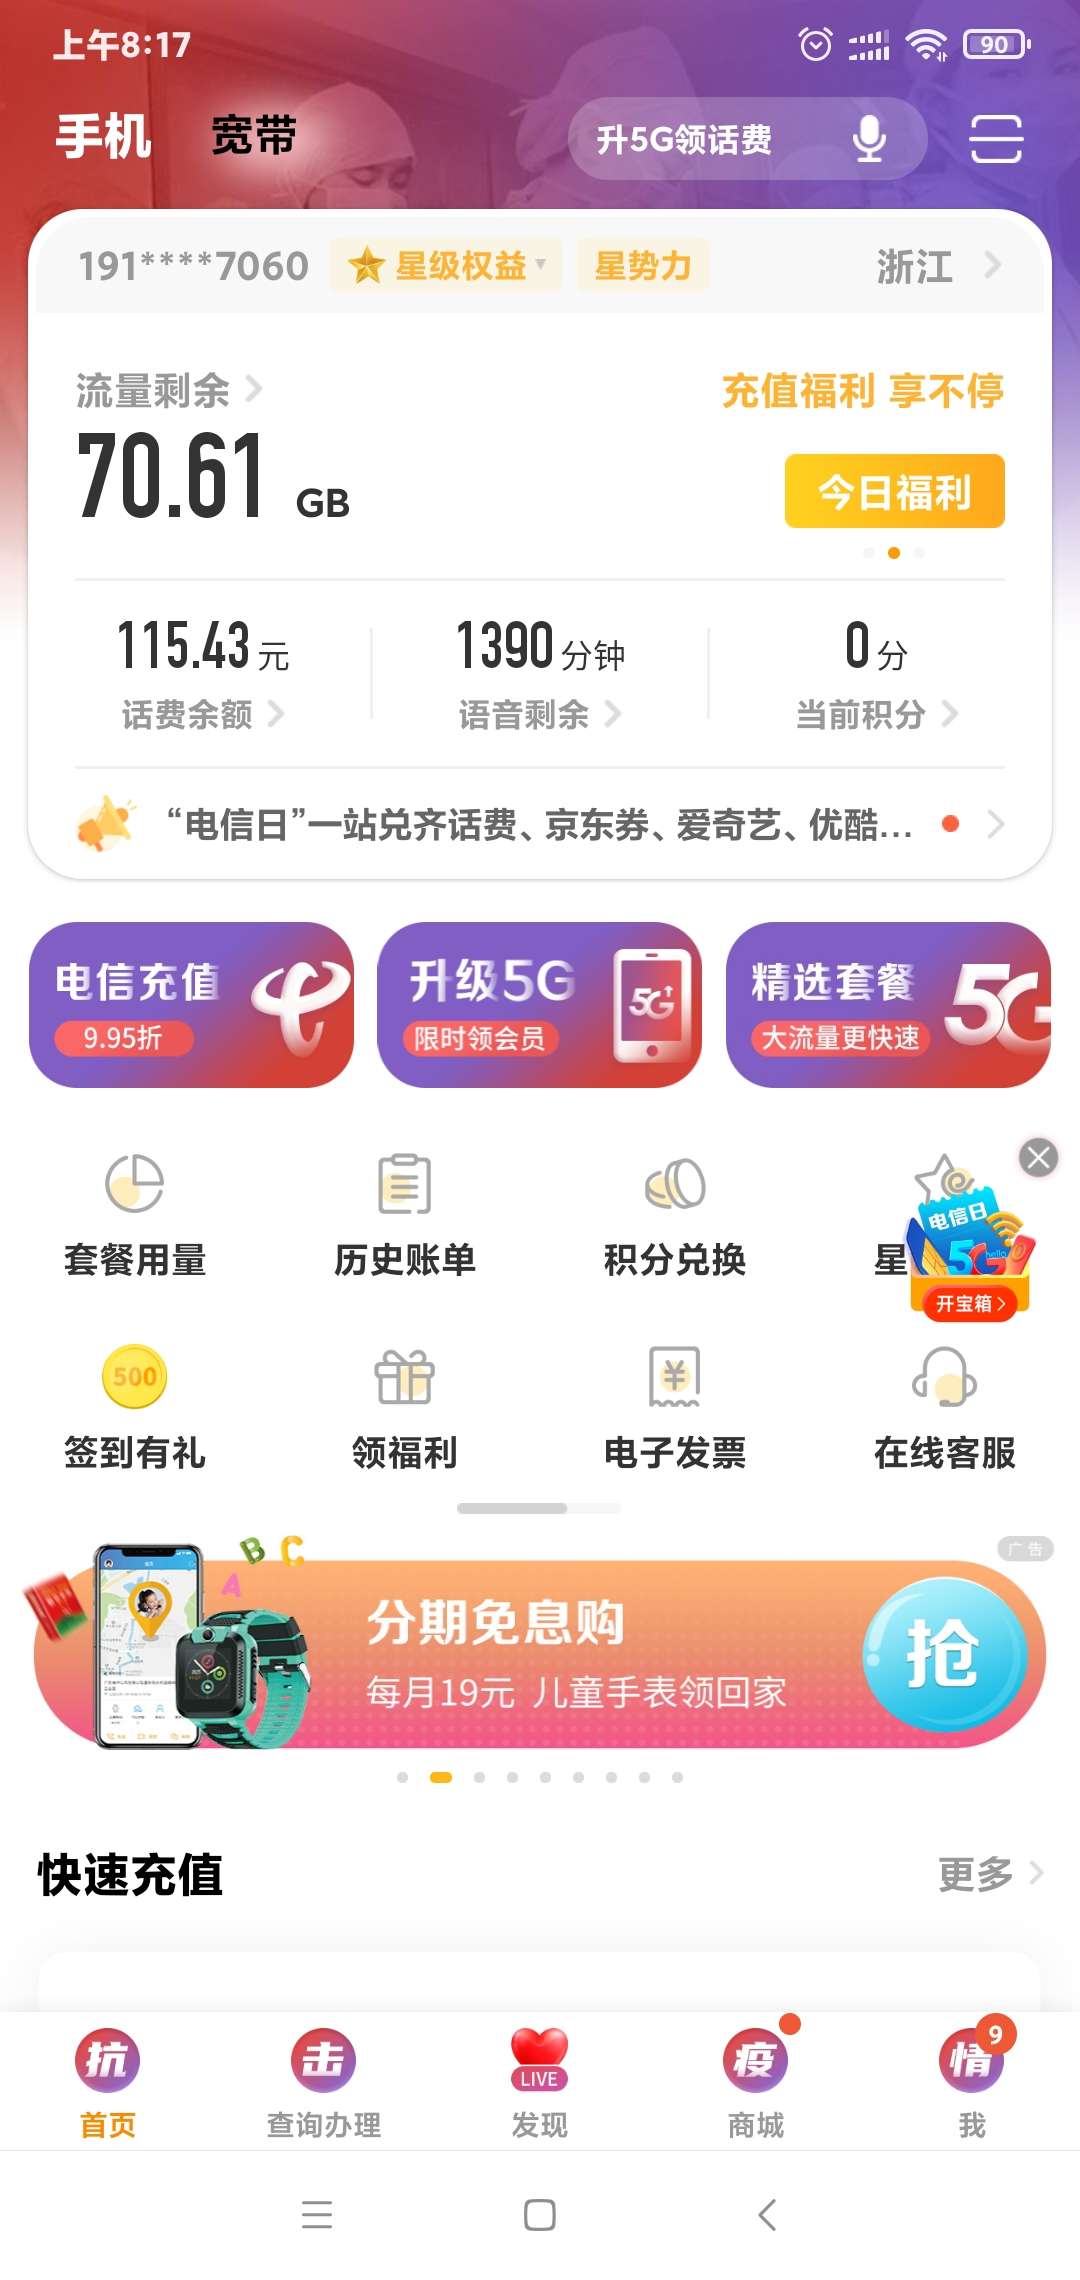 上午8:17
90
手机
宽带
升5G领话费
191****7060
星级权益
星势力
浙江
流量剩余
充值福利 享不停
70.61 GB
今日福利
115.43元
1390分钟
0分
话费余额
语音剩余
当前积分
“电信日”一站兑齐话费、京东券、爱奇艺、优酷...
电信充值
升级5G
精选套餐
9.95折
限时领会员
大流量更快速
5G
5G
套餐用量
历史账单
积分兑换
星
电信日
5G
hello
开宝箱
500
签到有礼
领福利
电子发票
在线客服
广告
A B C
分期免息购
每月19元 儿童手表领回家
抢
快速充值
更多
抗
击
LIVE
疫
情
9
首页
查询办理
发现
商城
我